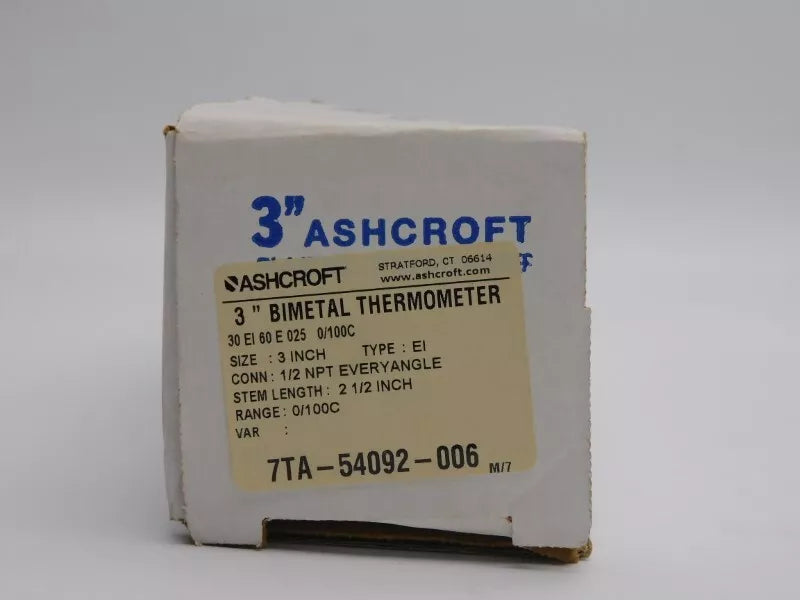 3" ASHCROFT
ASHCROFT
STRATFORD, CT 06614
www.ashcroft.com
3 " BIMETAL THERMOMETER
30 EI 60 E 025 0/100C
SIZE : 3 INCH TYPE : EI
CONN : 1/2 NPT EVERYANGLE
STEM LENGTH : 2 1/2 INCH
RANGE : 0/100C
VAR :
7TA-54092-006 M/7